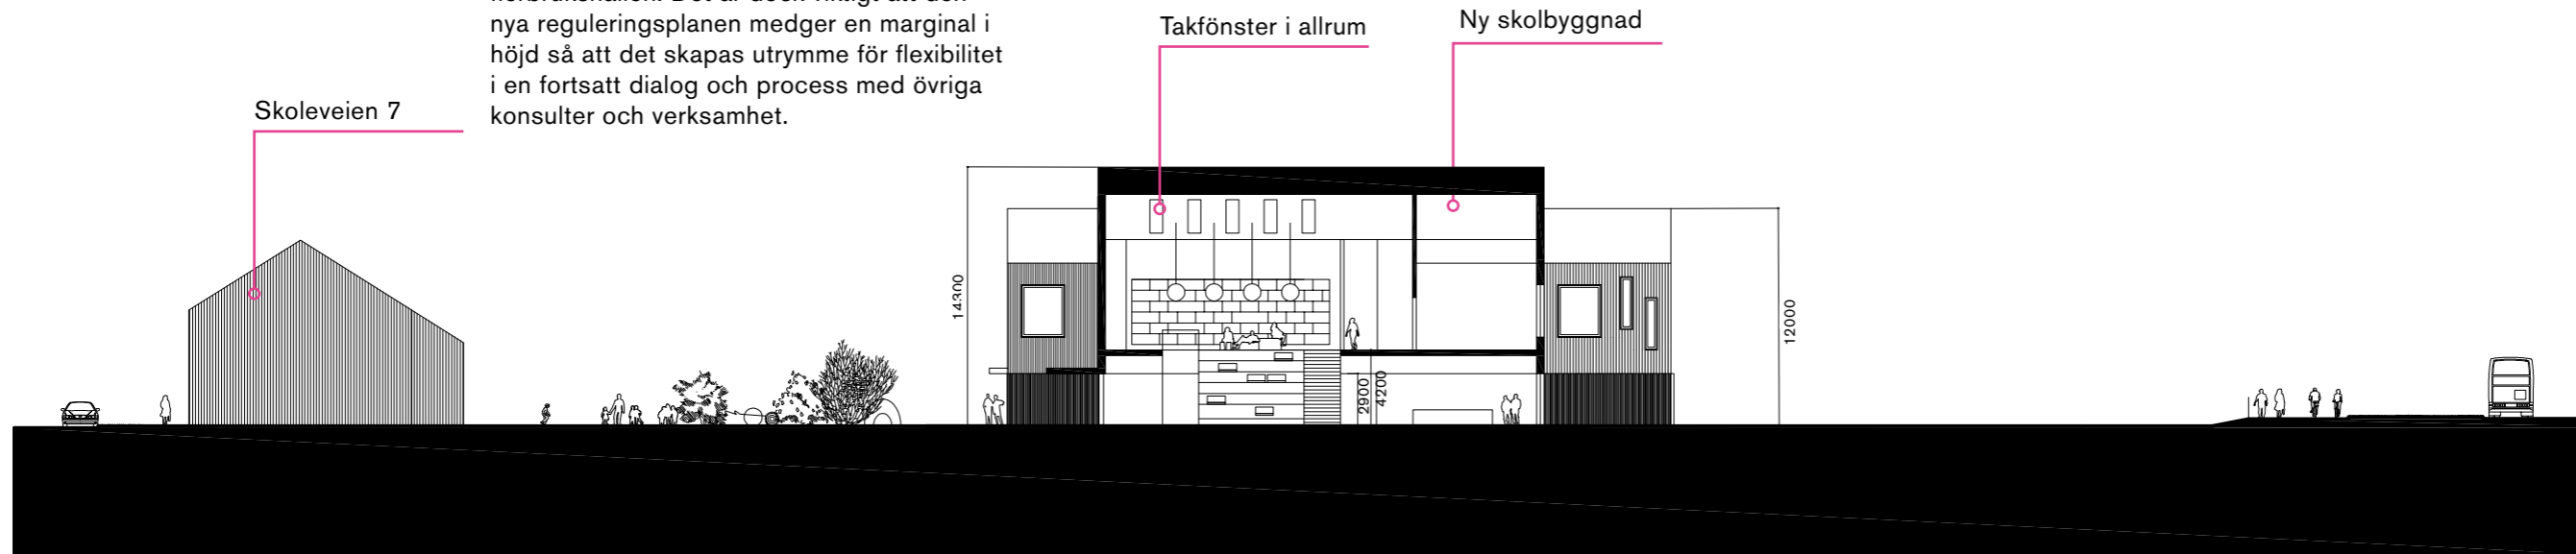 nya reguleringsplanen medger en marginal i
höjd så att det skapas utrymme för flexibilitet
i en fortsatt dialog och process med övriga
konsulter och verksamhet.
Skoleveien 7
Takfönster i allrum
Ny skolbyggnad
14300
2900
4200
12000